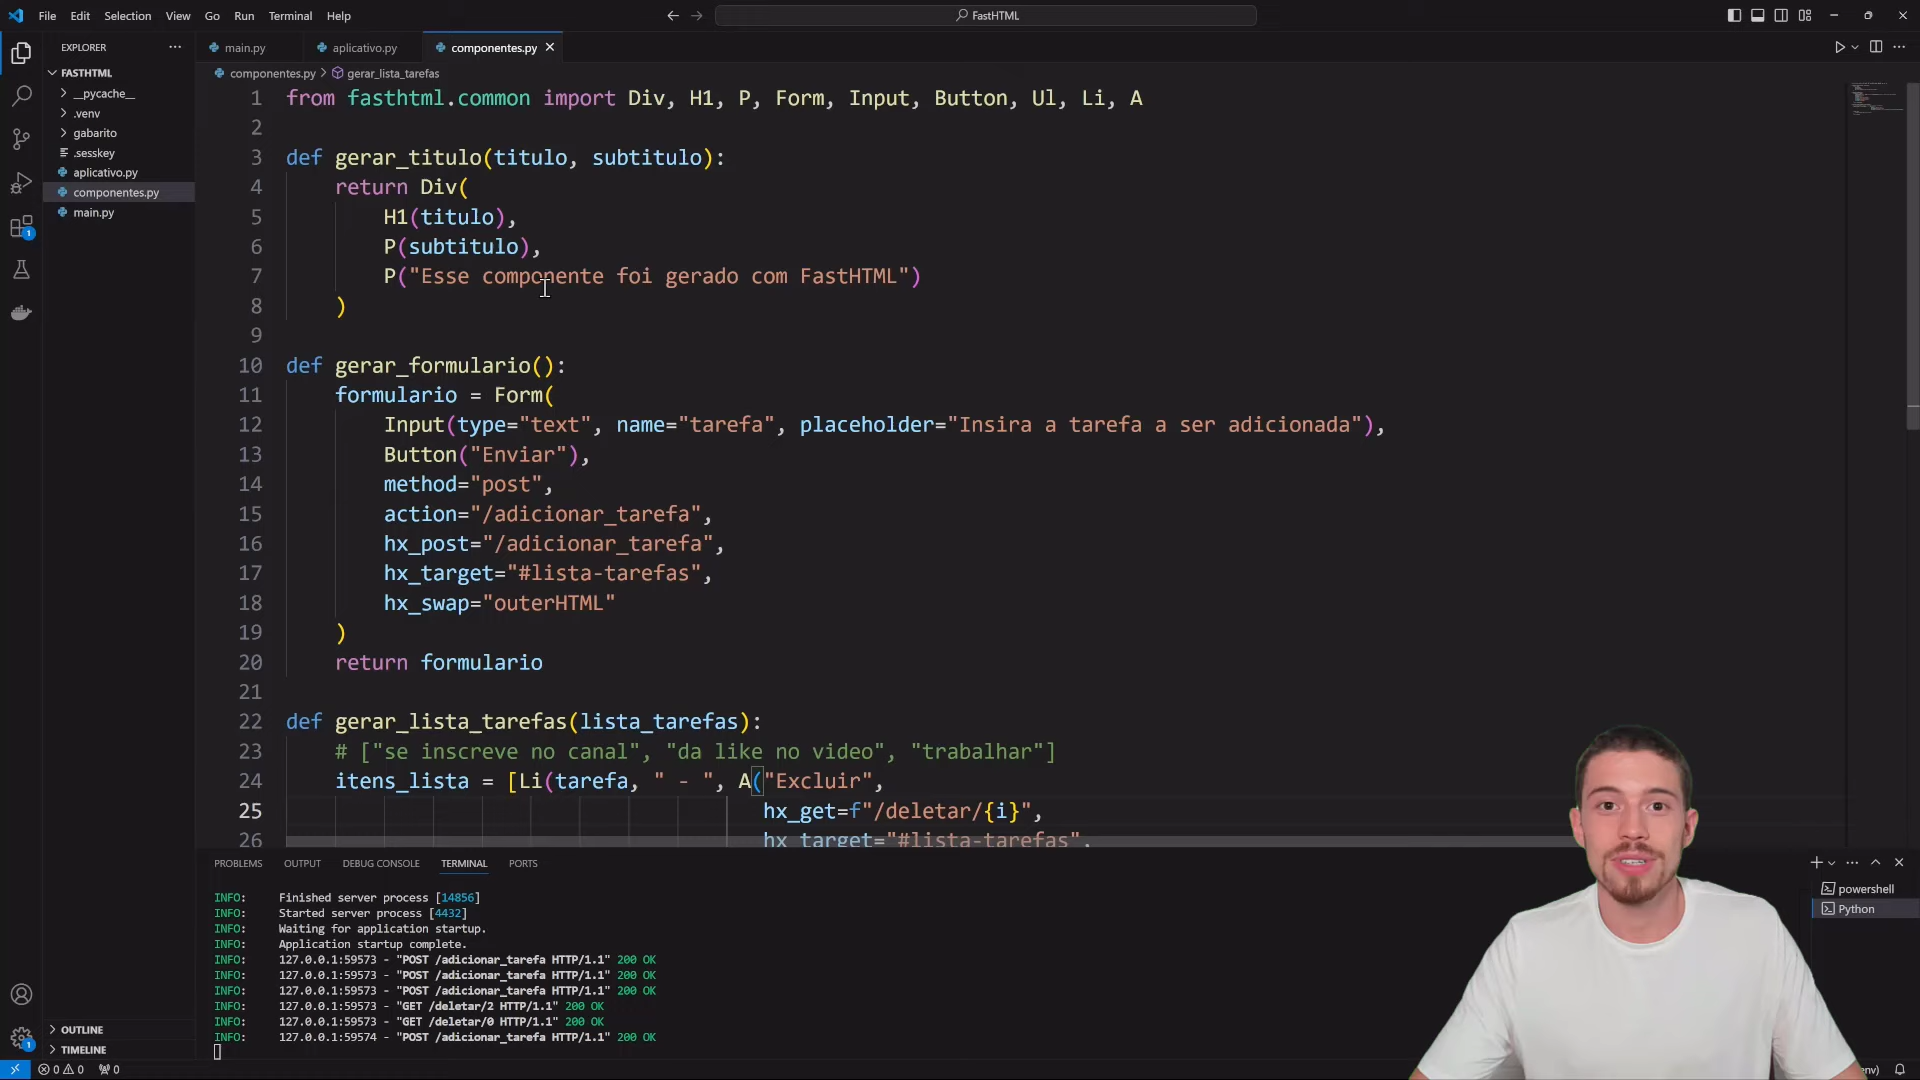 File Edit Selection View Go Run Terminal Help
FastHTML
EXPLORER
FASTHTML
__pycache__
.venv
gabarito
.sesskey
aplicativo.py
componentes.py
main.py
OUTLINE
TIMELINE
main.py aplicativo.py componentes.py
componentes.py > gerar_lista_tarefas
1 from fasthtml.common import Div, H1, P, Form, Input, Button, Ul, Li, A
2
3 def gerar_titulo(titulo, subtitulo):
4 return Div(
5 H1(titulo),
6 P(subtitulo),
7 P("Esse componente foi gerado com FastHTML")
8 )
9
10 def gerar_formulario():
11 formulario = Form(
12 Input(type="text", name="tarefa", placeholder="Insira a tarefa a ser adicionada"),
13 Button("Enviar"),
14 method="post",
15 action="/adicionar_tarefa",
16 hx_post="/adicionar_tarefa",
17 hx_target="#lista-tarefas",
18 hx_swap="outerHTML"
19 )
20 return formulario
21
22 def gerar_lista_tarefas(lista_tarefas):
23 # ["se inscreve no canal", "da like no video", "trabalhar"]
24 itens_lista = [Li(tarefa, " - ", A("Excluir",
25 hx_get=f"/deletar/{i}",
26 hx_target="#lista-tarefas",
PROBLEMS OUTPUT DEBUG CONSOLE TERMINAL PORTS
INFO: Finished server process [14856]
INFO: Started server process [4432]
INFO: Waiting for application startup.
INFO: Application startup complete.
INFO: 127.0.0.1:59573 - "POST /adicionar_tarefa HTTP/1.1" 200 OK
INFO: 127.0.0.1:59573 - "POST /adicionar_tarefa HTTP/1.1" 200 OK
INFO: 127.0.0.1:59573 - "POST /adicionar_tarefa HTTP/1.1" 200 OK
INFO: 127.0.0.1:59573 - "GET /deletar/2 HTTP/1.1" 200 OK
INFO: 127.0.0.1:59573 - "GET /deletar/0 HTTP/1.1" 200 OK
INFO: 127.0.0.1:59574 - "POST /adicionar_tarefa HTTP/1.1" 200 OK
powershell
Python
1
1
0 0 0
env)